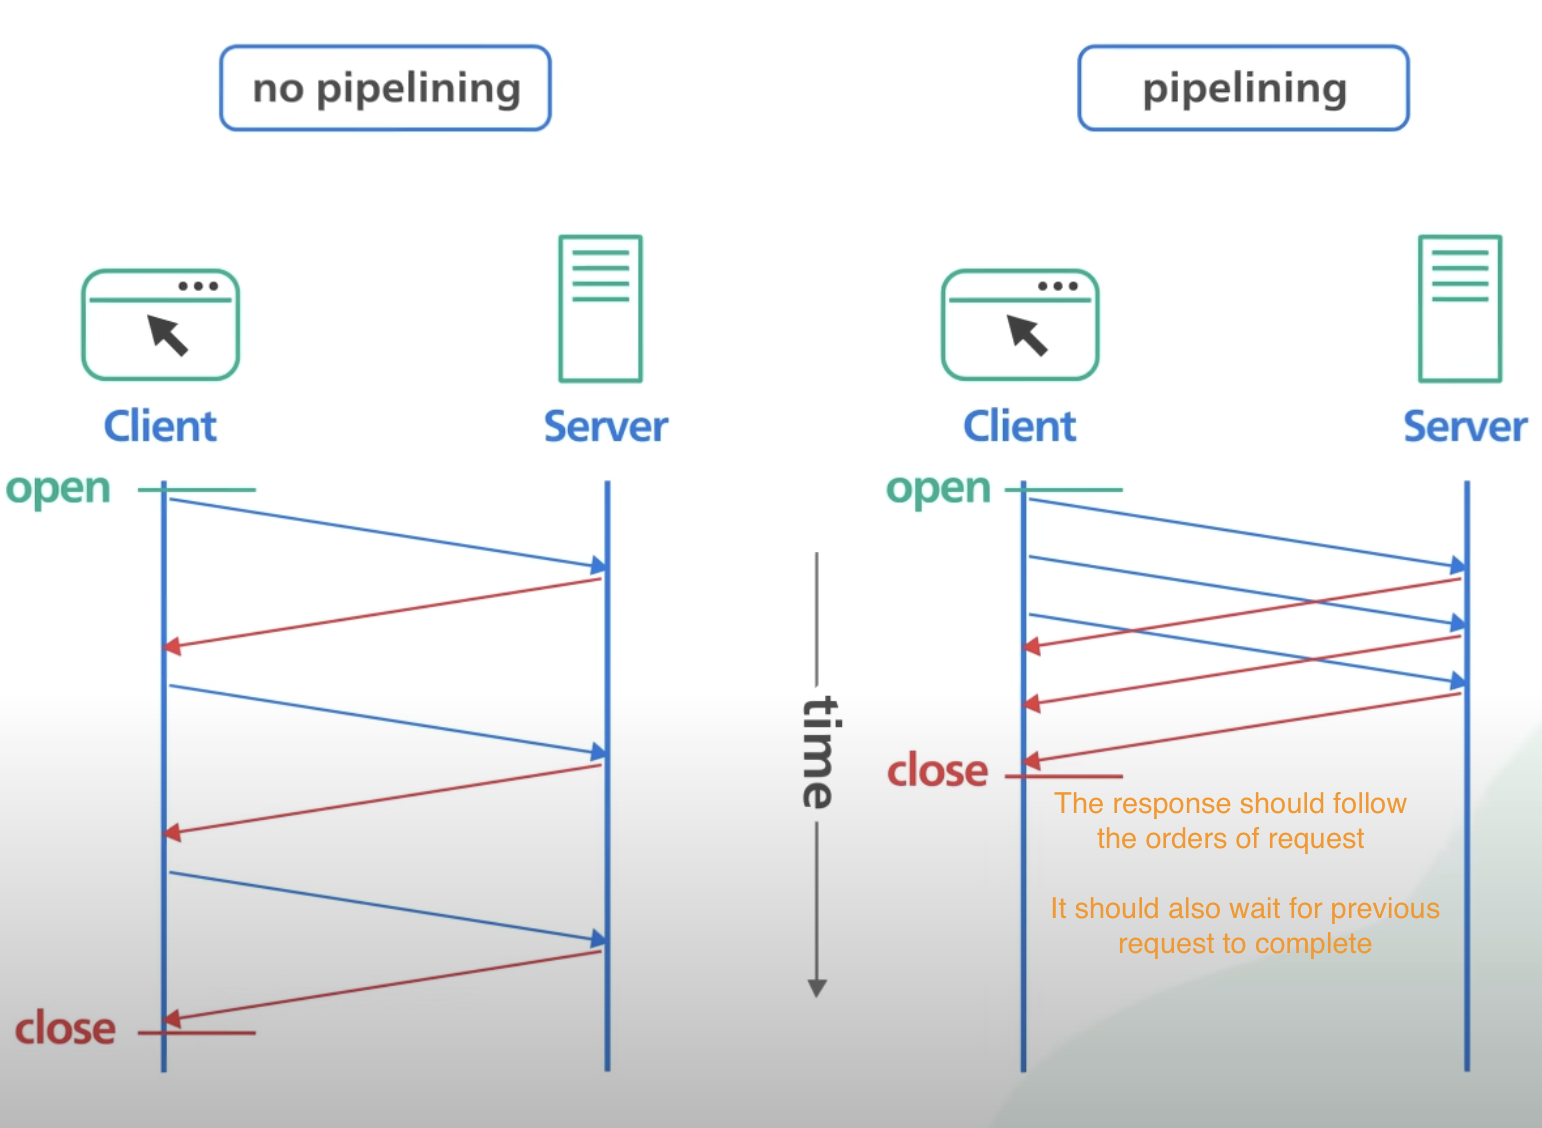 no pipelining
pipelining
Client
Server
Client
Server
open
open
time
close
The response should follow
the orders of request
It should also wait for previous
request to complete
close